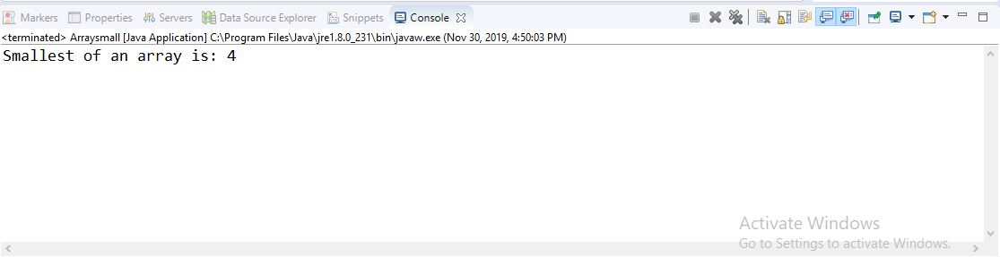 Markers Properties Servers Data Source Explorer Snippets Console
<terminated> Arraysmall [Java Application] C:\Program Files\Java\jre1.8.0_231\bin\javaw.exe (Nov 30, 2019, 4:50:03 PM)
Smallest of an array is: 4
Activate Windows
Go to Settings to activate Windows.